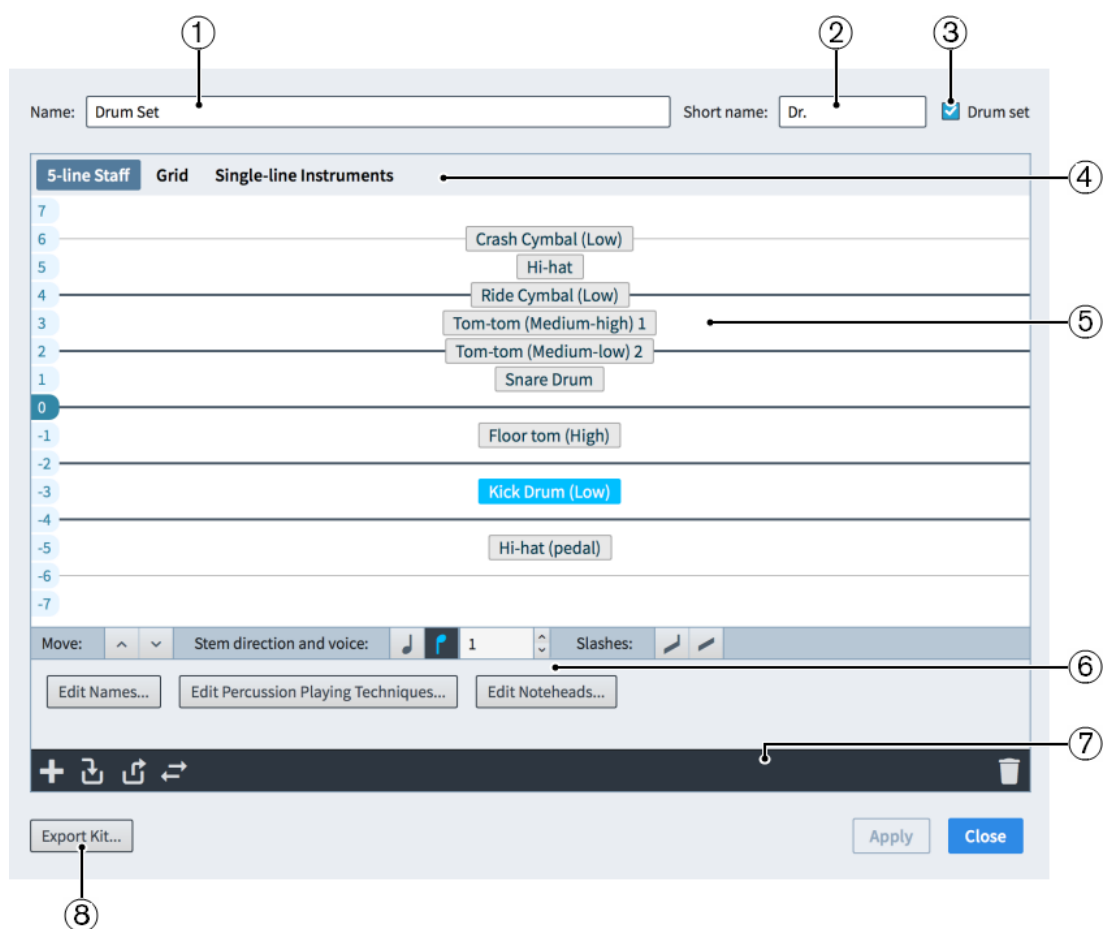 ① ② ③
Name: Drum Set Short name: Dr. Drum set
5-line Staff Grid Single-line Instruments ④
7
6 Crash Cymbal (Low)
5 Hi-hat
4 Ride Cymbal (Low)
3 Tom-tom (Medium-high) 1 ⑤
2 Tom-tom (Medium-low) 2
1 Snare Drum
0
-1 Floor tom (High)
-2
-3 Kick Drum (Low)
-4
-5 Hi-hat (pedal)
-6
-7
Move: Stem direction and voice: 1 Slashes:
⑥
Edit Names... Edit Percussion Playing Techniques... Edit Noteheads...
⑦
Export Kit... Apply Close
⑧